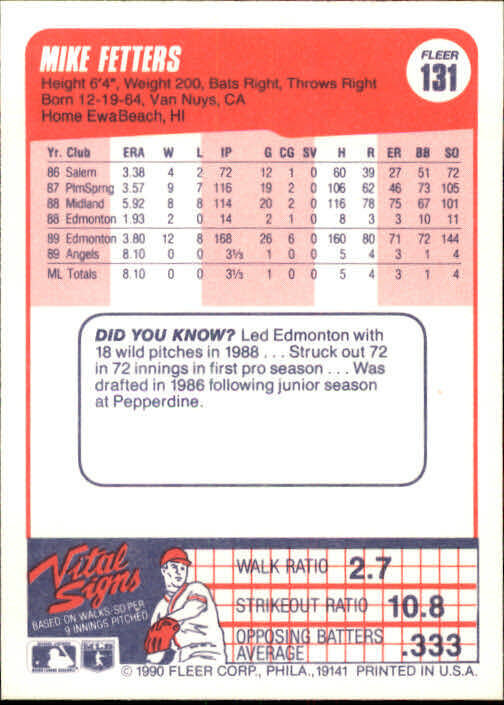 MIKE FETTERS
FLEER
131
Height 6'4", Weight 200, Bats Right, Throws Right
Born 12-19-64, Van Nuys, CA
Home EwaBeach, HI
Yr. Club ERA W L IP G CG SV H R ER BB SO
86 Salem 3.38 4 2 72 12 1 0 60 39 27 51 72
87 PlmSprng 3.57 9 7 116 19 2 0 106 62 46 73 105
88 Midland 5.92 8 8 114 20 2 0 116 78 75 67 101
88 Edmonton 1.93 2 0 14 2 1 0 8 3 3 10 11
89 Edmonton 3.80 12 8 168 26 6 0 160 80 71 72 144
89 Angels 8.10 0 0 3⅓ 1 0 0 5 4 3 1 4
ML Totals 8.10 0 0 3⅓ 1 0 0 5 4 3 1 4
DID YOU KNOW? Led Edmonton with
18 wild pitches in 1988 . . . Struck out 72
in 72 innings in first pro season . . . Was
drafted in 1986 following junior season
at Pepperdine.
Vital
Signs
BASED ON WALKS, SO PER
9 INNINGS PITCHED
WALK RATIO 2.7
STRIKEOUT RATIO 10.8
OPPOSING BATTERS
AVERAGE .333
MLB
© 1990 FLEER CORP., PHILA., 19141 PRINTED IN U.S.A.